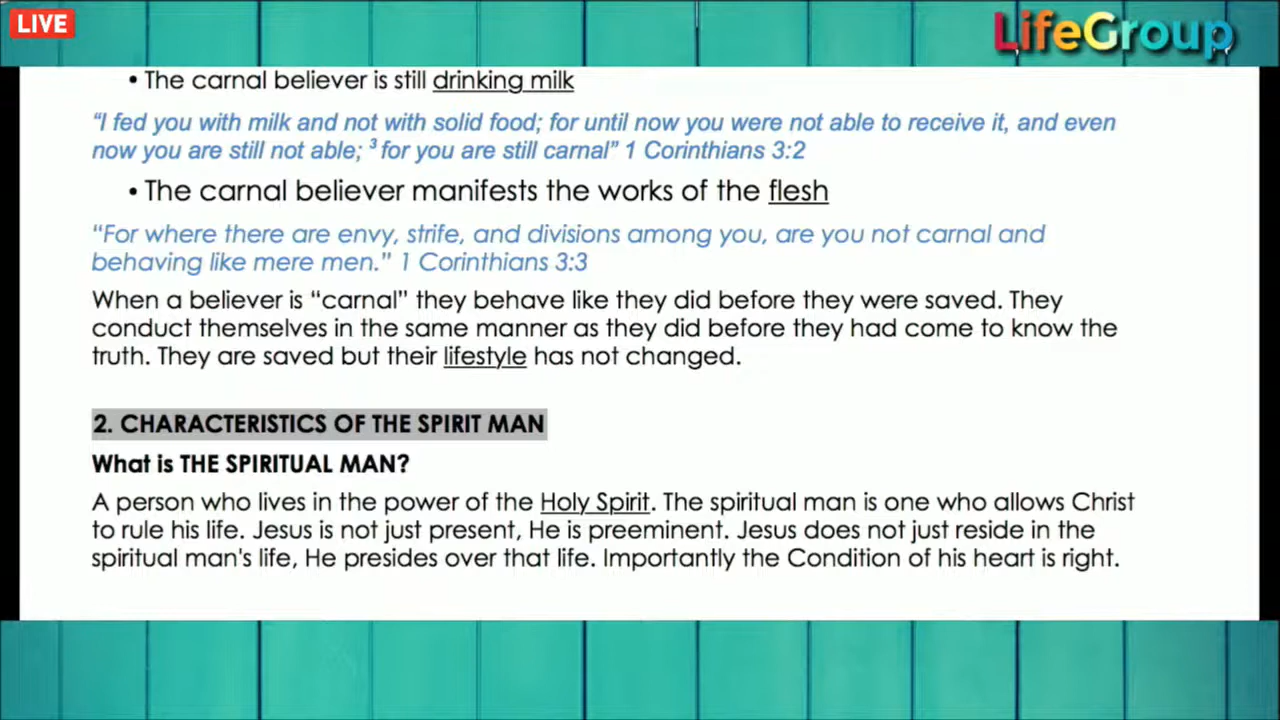 LIVE
LifeGroup
• The carnal believer is still drinking milk
“I fed you with milk and not with solid food; for until now you were not able to receive it, and even
now you are still not able; ³ for you are still carnal” 1 Corinthians 3:2
• The carnal believer manifests the works of the flesh
“For where there are envy, strife, and divisions among you, are you not carnal and
behaving like mere men.” 1 Corinthians 3:3
When a believer is “carnal” they behave like they did before they were saved. They
conduct themselves in the same manner as they did before they had come to know the
truth. They are saved but their lifestyle has not changed.
2. CHARACTERISTICS OF THE SPIRIT MAN
What is THE SPIRITUAL MAN?
A person who lives in the power of the Holy Spirit. The spiritual man is one who allows Christ
to rule his life. Jesus is not just present, He is preeminent. Jesus does not just reside in the
spiritual man's life, He presides over that life. Importantly the Condition of his heart is right.